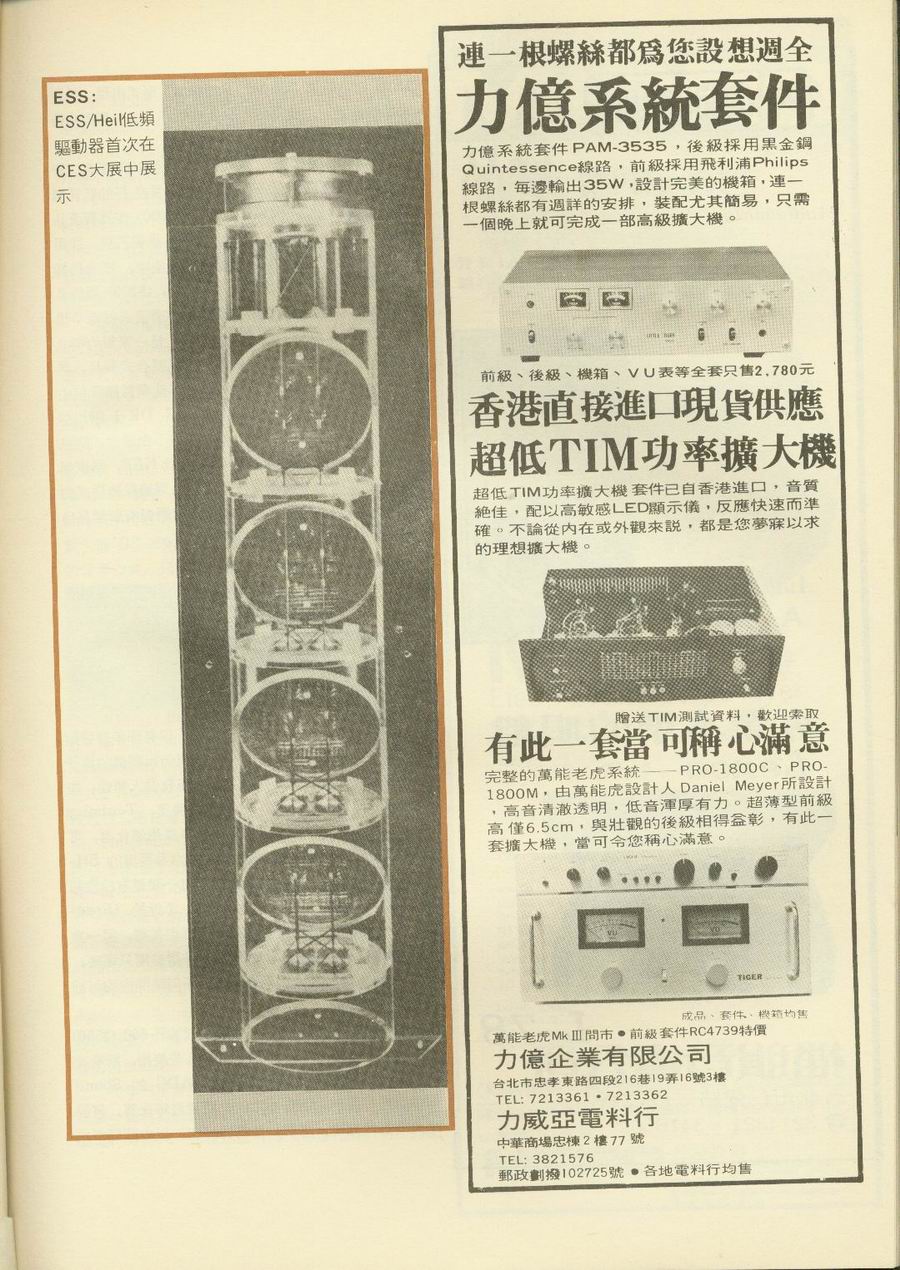 ESS:
ESS/Heil低頻
驅動器首次在
CES大展中展
示
連一根螺絲都爲您設想週全
力億系統套件
力億系統套件PAM-3535，後級採用黑金鋼
Quintessence線路，前級採用飛利浦Philips
線路，每邊輸出35W，設計完美的機箱，連一
根螺絲都有週詳的安排，裝配尤其簡易，只需
一個晚上就可完成一部高級擴大機。
前級、後級、機箱、VU表等全套只售2,780元
香港直接進口現貨供應
超低TIM功率擴大機
超低TIM功率擴大機套件已自香港進口，音質
絶佳，配以高敏感LED顯示儀，反應快速而準
確。不論從内在或外觀來説，都是您夢寐以求
的理想擴大機。
贈送TIM測試資料，歡迎索取
有此一套當可稱心滿意
完整的萬能老虎系統——PRO-1800C、PRO-
1800M，由萬能虎設計人Daniel Meyer所設計
，高音清澈透明，低音渾厚有力。超薄型前級
高僅6.5cm，與壯觀的後級相得益彰，有此一
套擴大機，當可令您稱心滿意。
VU
VU
TIGER
成品、套件、機箱均售
萬能老虎Mk III問市●前級套件RC4739特價
力億企業有限公司
台北市忠孝東路四段216巷19弄16號3樓
TEL: 7213361・7213362
力威亞電料行
中華商場忠棟2樓77號
TEL: 3821576
郵政劃撥102725號●各地電料行均售